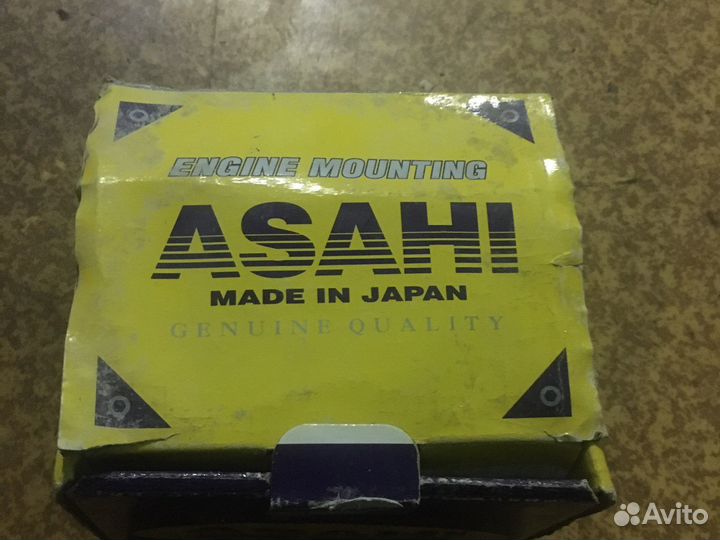 ENGINE MOUNTING
ASAHI
MADE IN JAPAN
GENUINE QUALITY
Avito